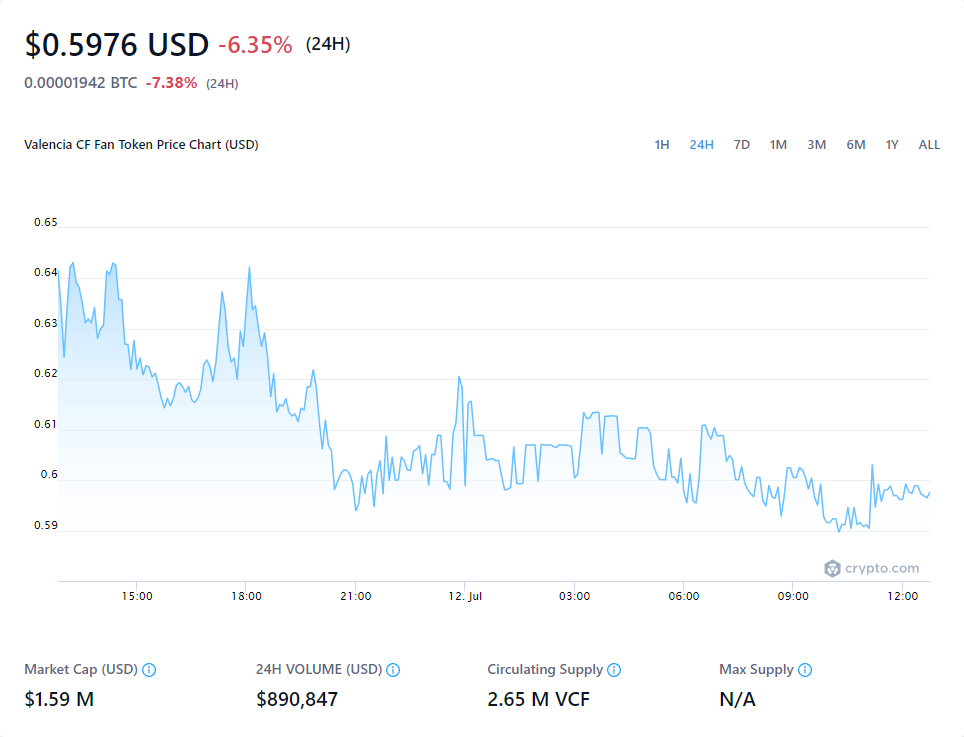 $0.5976 USD -6.35% (24H)
0.00001942 BTC -7.38% (24H)
Valencia CF Fan Token Price Chart (USD) 1H 24H 7D 1M 3M 6M 1Y ALL
0.65
0.64
0.63
0.62
0.61
0.6
0.59
crypto.com
15:00 18:00 21:00 12. Jul 03:00 06:00 09:00 12:00
Market Cap (USD) 24H VOLUME (USD) Circulating Supply Max Supply
$1.59 M $890,847 2.65 M VCF N/A